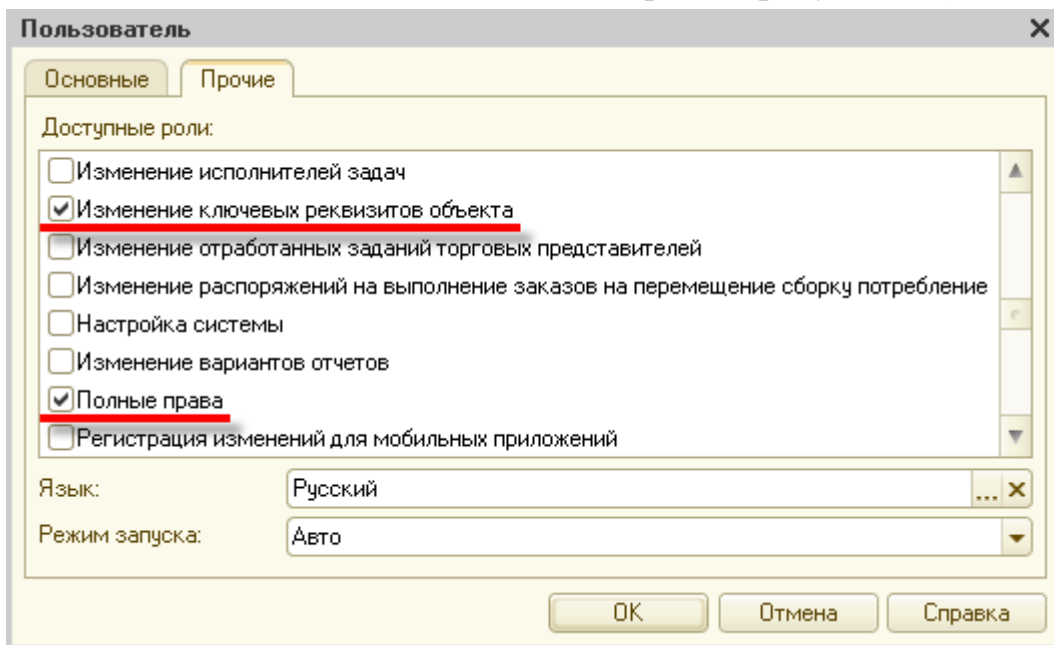 Пользователь
Основные Прочие
Доступные роли:
Изменение исполнителей задач
Изменение ключевых реквизитов объекта
Изменение отработанных заданий торговых представителей
Изменение распоряжений на выполнение заказов на перемещение сборку потребление
Настройка системы
Изменение вариантов отчетов
Полные права
Регистрация изменений для мобильных приложений
Язык: Русский ...
Режим запуска: Авто
OK Отмена Справка